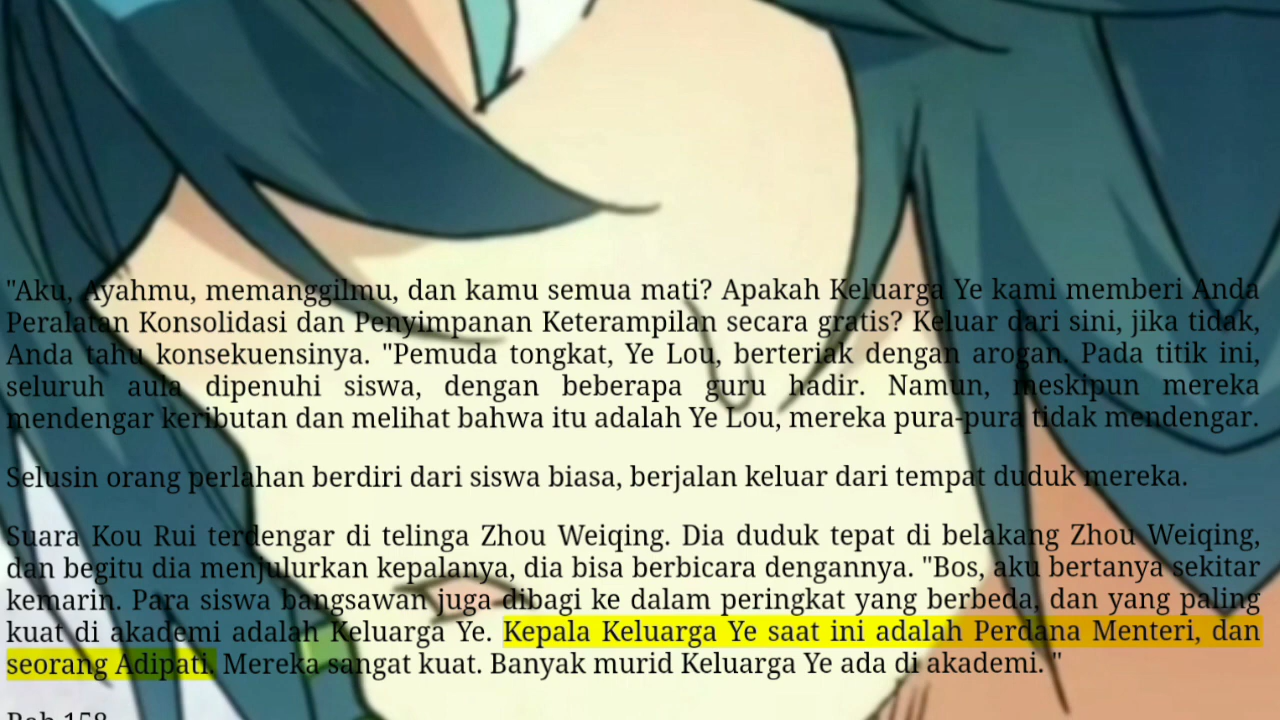 "Aku, Ayahmu, memanggilmu, dan kamu semua mati? Apakah Keluarga Ye kami memberi Anda
Peralatan Konsolidasi dan Penyimpanan Keterampilan secara gratis? Keluar dari sini, jika tidak,
Anda tahu konsekuensinya. "Pemuda tongkat, Ye Lou, berteriak dengan arogan. Pada titik ini,
seluruh aula dipenuhi siswa, dengan beberapa guru hadir. Namun, meskipun mereka
mendengar keributan dan melihat bahwa itu adalah Ye Lou, mereka pura-pura tidak mendengar.
Selusin orang perlahan berdiri dari siswa biasa, berjalan keluar dari tempat duduk mereka.
Suara Kou Rui terdengar di telinga Zhou Weiqing. Dia duduk tepat di belakang Zhou Weiqing,
dan begitu dia menjulurkan kepalanya, dia bisa berbicara dengannya. "Bos, aku bertanya sekitar
kemarin. Para siswa bangsawan juga dibagi ke dalam peringkat yang berbeda, dan yang paling
kuat di akademi adalah Keluarga Ye. Kepala Keluarga Ye saat ini adalah Perdana Menteri, dan
seorang Adipati. Mereka sangat kuat. Banyak murid Keluarga Ye ada di akademi. "
Bab 158